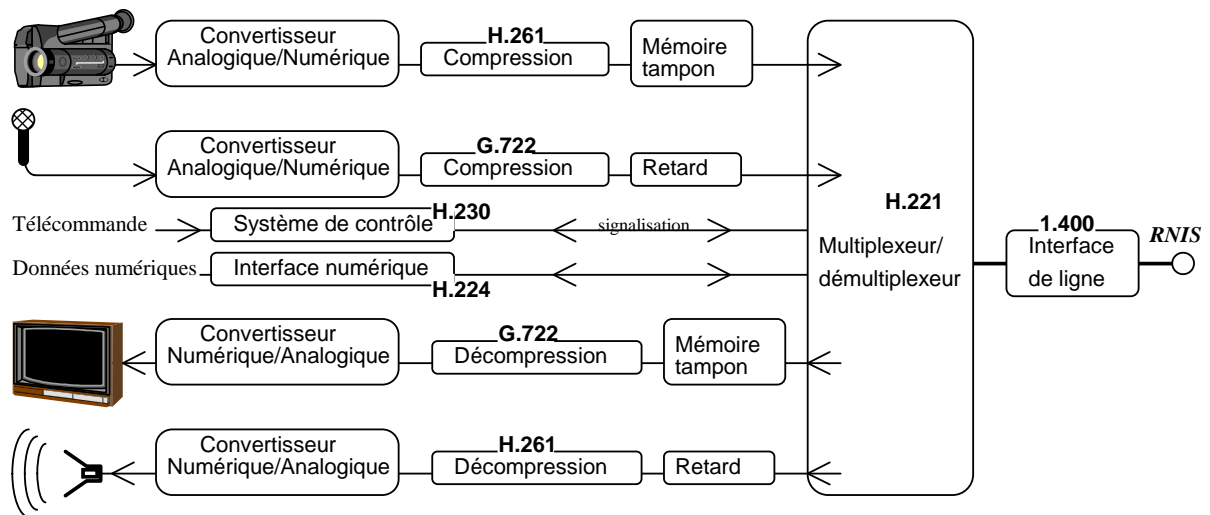 Convertisseur
Analogique/Numérique
H.261
Compression
Mémoire
tampon
Convertisseur
Analogique/Numérique
G.722
Compression
Retard
Télécommande
Système de contrôle
H.230
signalisation
Données numériques
Interface numérique
H.224
Convertisseur
Numérique/Analogique
G.722
Décompression
Mémoire
tampon
Convertisseur
Numérique/Analogique
H.261
Décompression
Retard
H.221
Multiplexeur/
démultiplexeur
1.400
Interface
de ligne
RNIS